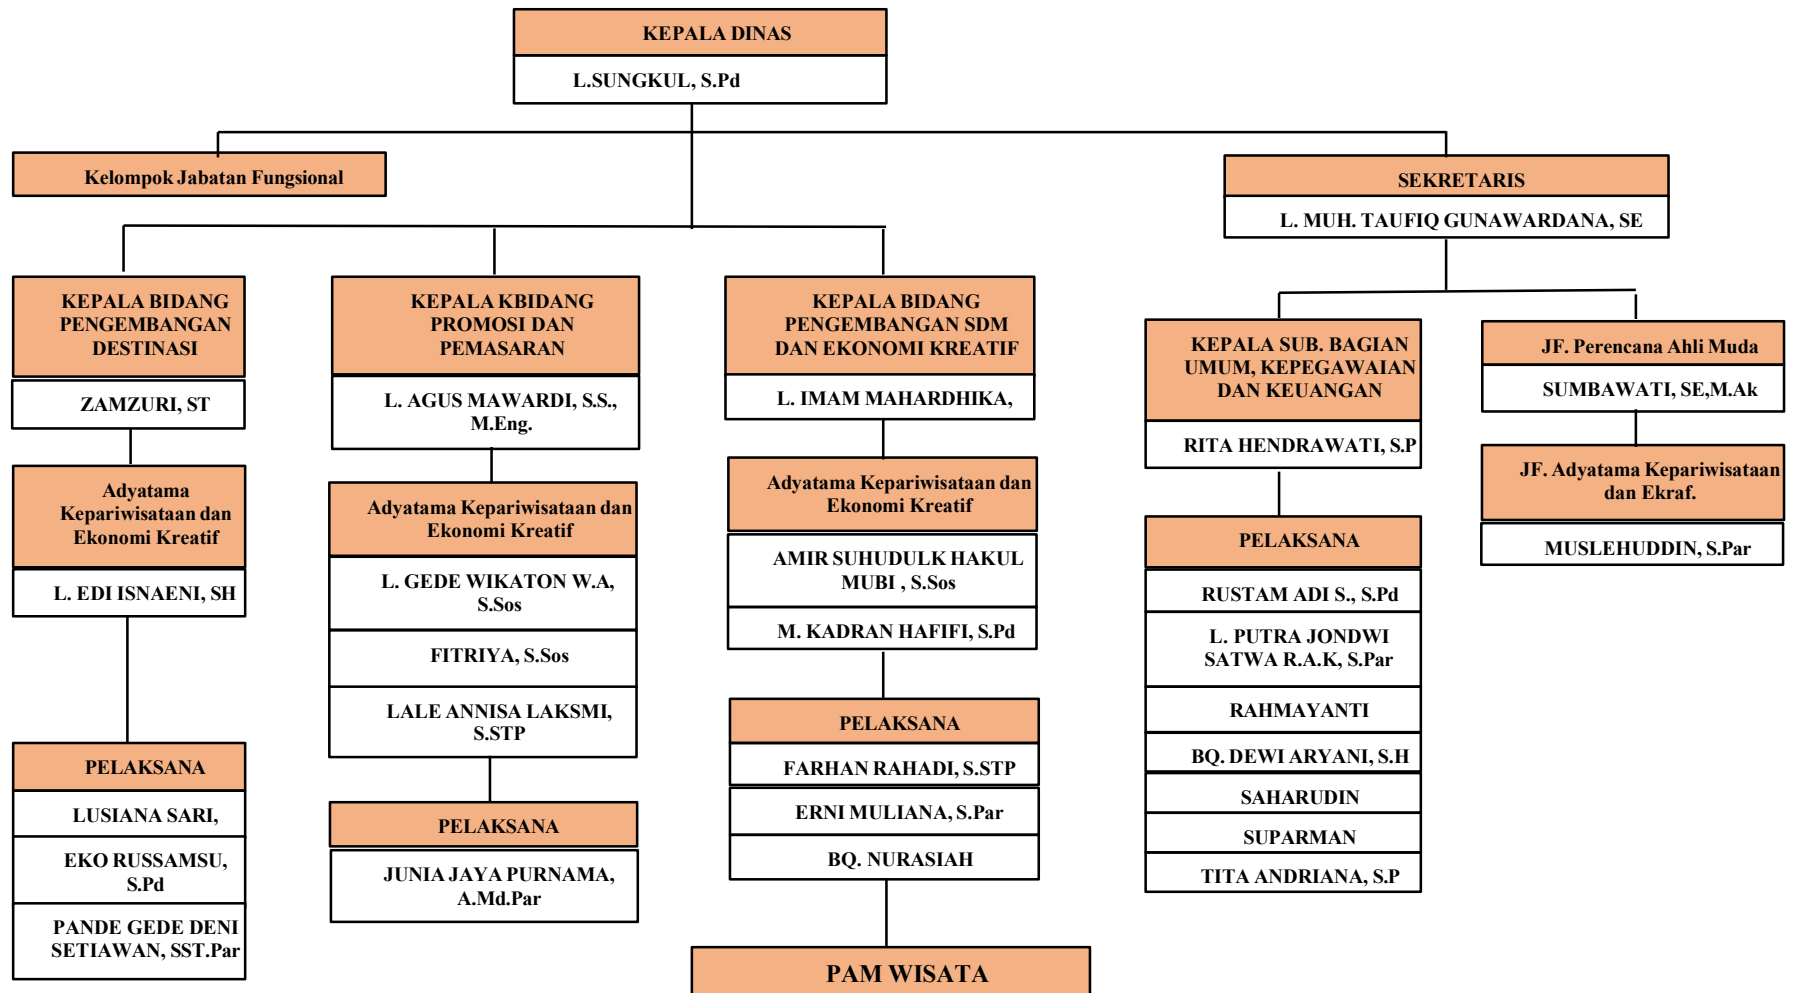 KEPALA DINAS
L.SUNGKUL, S.Pd
Kelompok Jabatan Fungsional
SEKRETARIS
L. MUH. TAUFIQ GUNAWARDANA, SE
KEPALA BIDANG
PENGEMBANGAN
DESTINASI
ZAMZURI, ST
Adyatama
Kepariwisataan dan
Ekonomi Kreatif
L. EDI ISNAENI, SH
PELAKSANA
LUSIANA SARI,
EKO RUSSAMSU,
S.Pd
PANDE GEDE DENI
SETIAWAN, SST.Par
KEPALA KBIDANG
PROMOSI DAN
PEMASARAN
L. AGUS MAWARDI, S.S.,
M.Eng.
Adyatama Kepariwisataan dan
Ekonomi Kreatif
L. GEDE WIKATON W.A,
S.Sos
FITRIYA, S.Sos
LALE ANNISA LAKSMI,
S.STP
PELAKSANA
JUNIA JAYA PURNAMA,
A.Md.Par
KEPALA BIDANG
PENGEMBANGAN SDM
DAN EKONOMI KREATIF
L. IMAM MAHARDHIKA,
Adyatama Kepariwisataan dan
Ekonomi Kreatif
AMIR SUHUDULK HAKUL
MUBI , S.Sos
M. KADRAN HAFIFI, S.Pd
PELAKSANA
FARHAN RAHADI, S.STP
ERNI MULIANA, S.Par
BQ. NURASIAH
PAM WISATA
KEPALA SUB. BAGIAN
UMUM, KEPEGAWAIAN
DAN KEUANGAN
RITA HENDRAWATI, S.P
PELAKSANA
RUSTAM ADI S., S.Pd
L. PUTRA JONDWI
SATWA R.A.K, S.Par
RAHMAYANTI
BQ. DEWI ARYANI, S.H
SAHARUDIN
SUPARMAN
TITA ANDRIANA, S.P
JF. Perencana Ahli Muda
SUMBAWATI, SE,M.Ak
JF. Adyatama Kepariwisataan
dan Ekraf.
MUSLEHUDDIN, S.Par